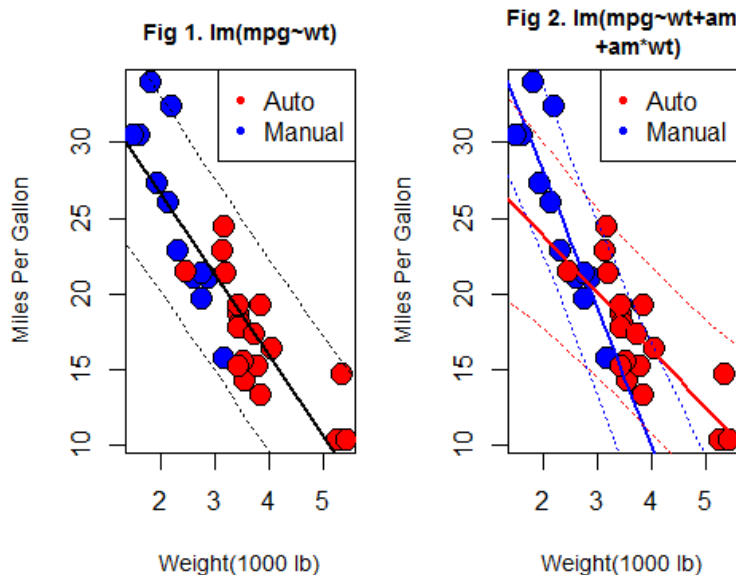 Fig 1. lm(mpg~wt)
Auto
Manual
Miles Per Gallon
10 15 20 25 30
2 3 4 5
Weight(1000 lb)
Fig 2. lm(mpg~wt+am
+am*wt)
Auto
Manual
Miles Per Gallon
10 15 20 25 30
2 3 4 5
Weight(1000 lb)